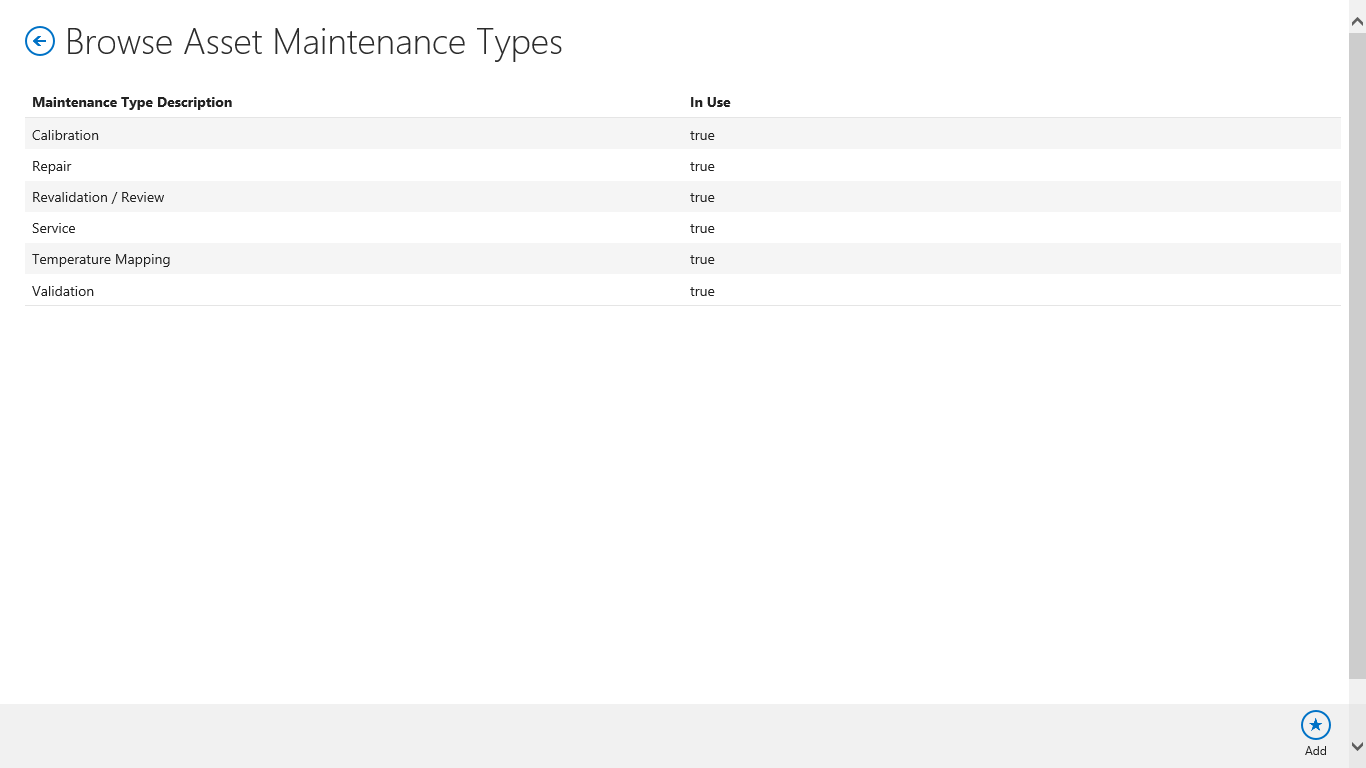 Browse Asset Maintenance Types
Maintenance Type Description In Use
Calibration true
Repair true
Revalidation / Review true
Service true
Temperature Mapping true
Validation true
Add